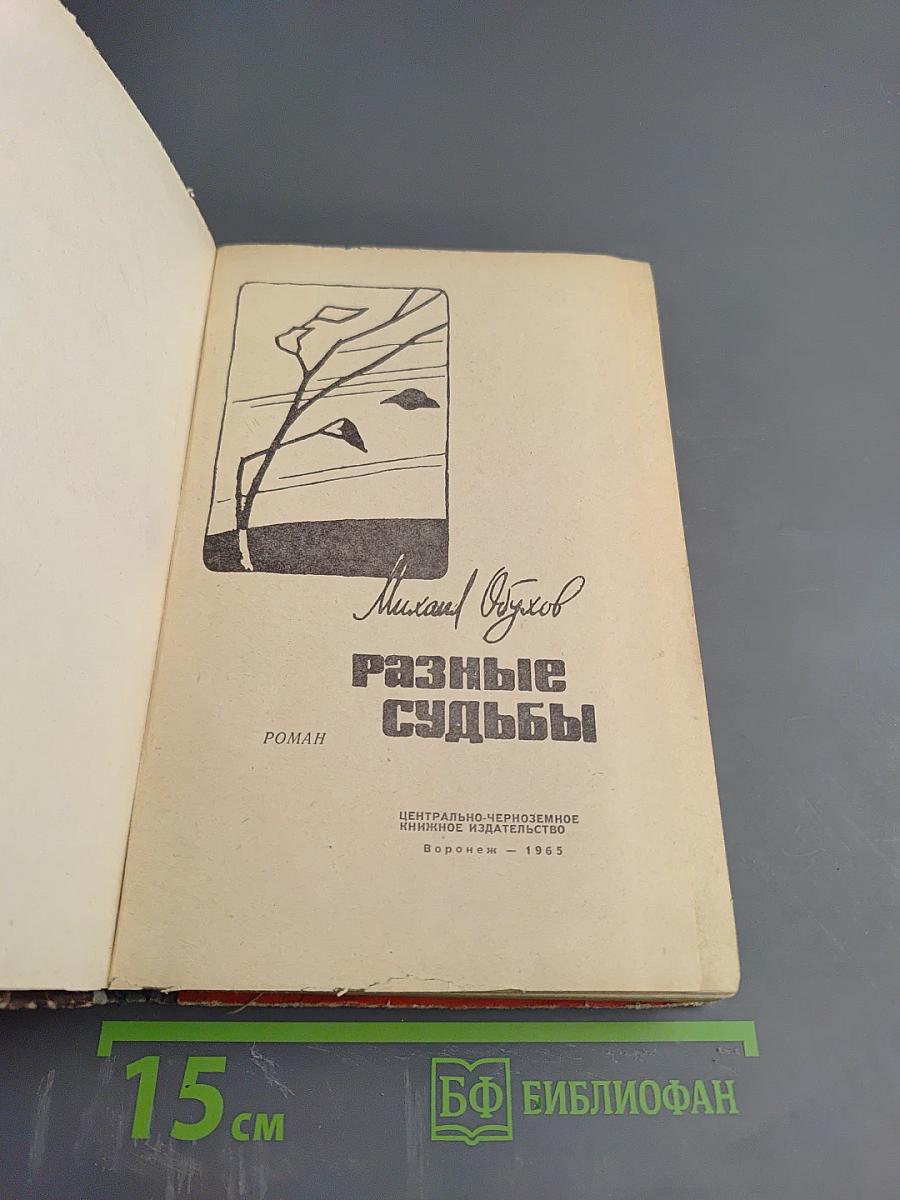 Михаил Обухов
Разные
судьбы
РОМАН
ЦЕНТРАЛЬНО-ЧЕРНОЗЕМНОЕ
КНИЖНОЕ ИЗДАТЕЛЬСТВО
Воронеж — 1965
15 см
БФ БИБЛИОФАН